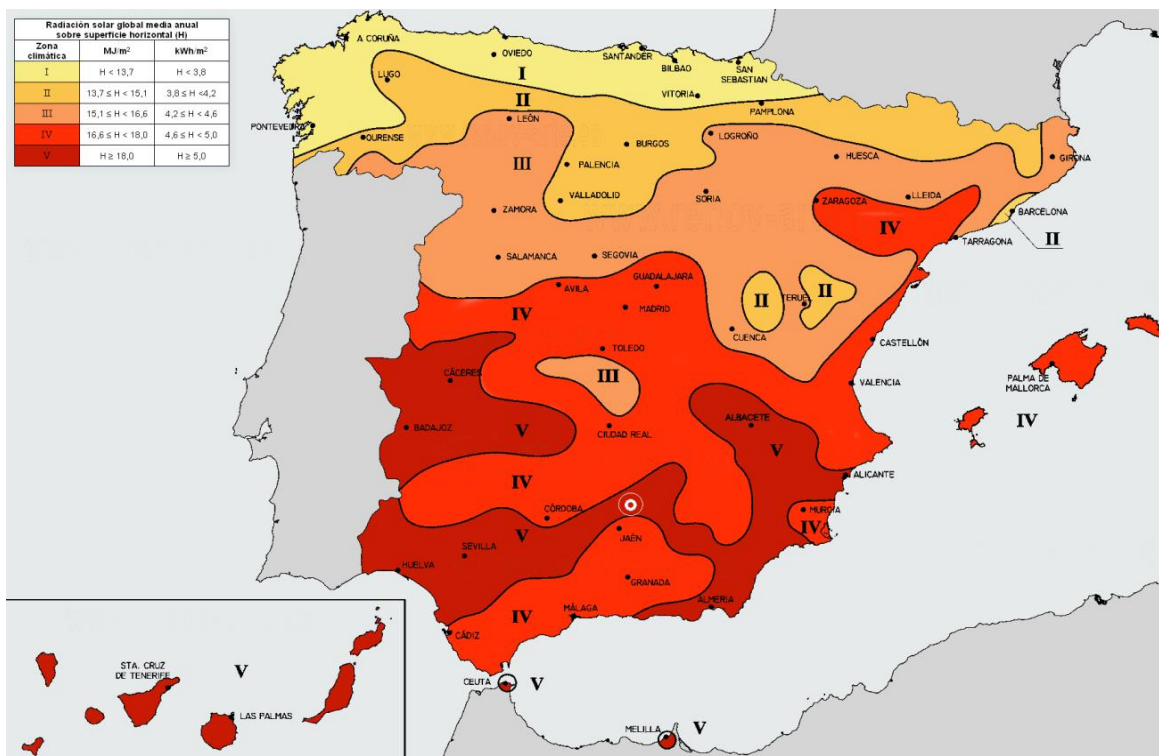 Radiación solar global media anual
sobre superficie horizontal (H)
Zona climática MJ/m² kWh/m²
I H < 13,7 H < 3,8
II 13,7 ≤ H < 15,1 3,8 ≤ H <4,2
III 15,1 ≤ H < 16,6 4,2 ≤ H < 4,6
IV 16,6 ≤ H < 18,0 4,6 ≤ H < 5,0
V H ≥ 18,0 H ≥ 5,0
A CORUÑA
OVIEDO
SANTANDER
BILBAO
SAN
SEBASTIAN
I
LUGO
VITORIA
II
PAMPLONA
PONTEVEDRA
LEÓN
OURENSE
LOGROÑO
BURGOS
HUESCA
GIRONA
III
PALENCIA
VALLADOLID
SORIA
ZARAGOZA
LLEIDA
ZAMORA
BARCELONA
IV
TARRAGONA
II
SALAMANCA
SEGOVIA
AVILA
GUADALAJARA
II
II
TERUEL
IV
MADRID
CUENCA
CASTELLÓN
TOLEDO
CÁCERES
III
VALENCIA
PALMA DE
MALLORCA
IV
BADAJOZ
V
CIUDAD REAL
ALBACETE
V
IV
ALICANTE
CÓRDOBA
MURCIA
IV
V
JAÉN
SEVILLA
HUELVA
GRANADA
ALMERIA
IV
MÁLAGA
CÁDIZ
CEUTA
V
MELILLA
V
STA. CRUZ
DE TENERIFE
V
LAS PALMAS